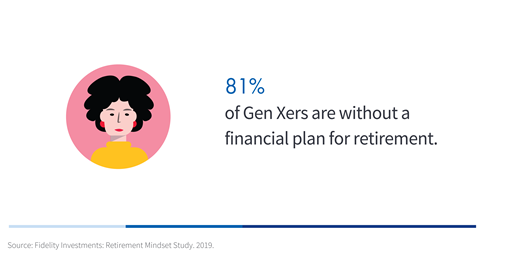 81%
of Gen Xers are without a
financial plan for retirement.
Source: Fidelity Investments: Retirement Mindset Study. 2019.